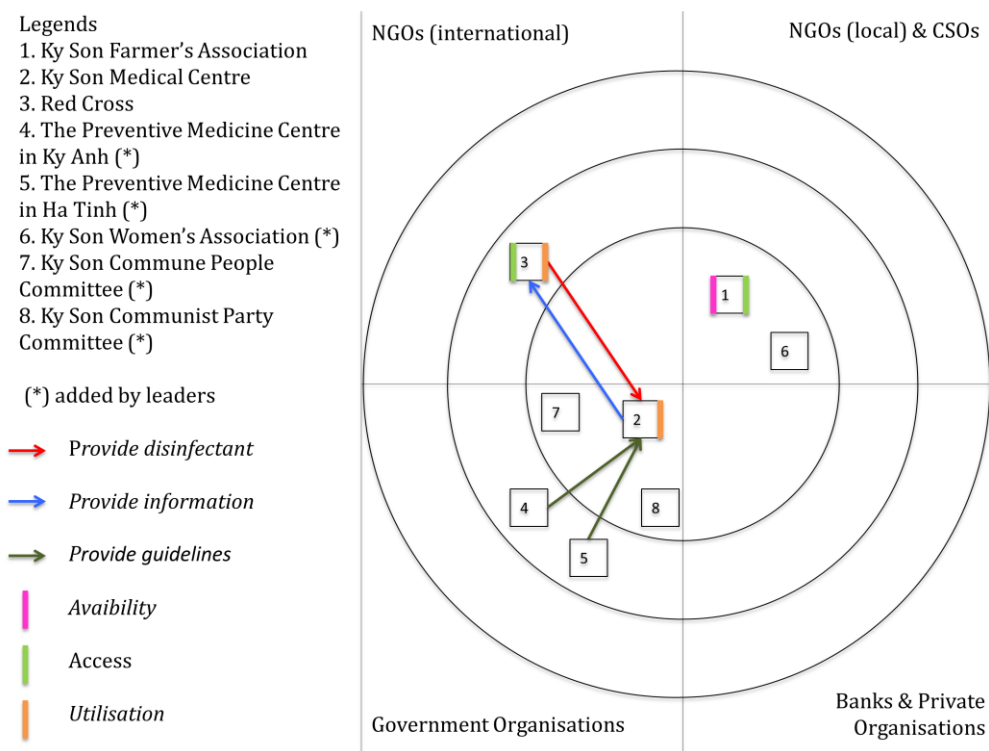 Legends
1. Ky Son Farmer's Association
2. Ky Son Medical Centre
3. Red Cross
4. The Preventive Medicine Centre
in Ky Anh (*)
5. The Preventive Medicine Centre
in Ha Tinh (*)
6. Ky Son Women's Association (*)
7. Ky Son Commune People
Committee (*)
8. Ky Son Communist Party
Committee (*)
(*) added by leaders
Provide disinfectant
Provide information
Provide guidelines
Avaibility
Access
Utilisation
NGOs (international)
NGOs (local) & CSOs
3
1
6
7
2
4
8
5
Government Organisations
Banks & Private
Organisations